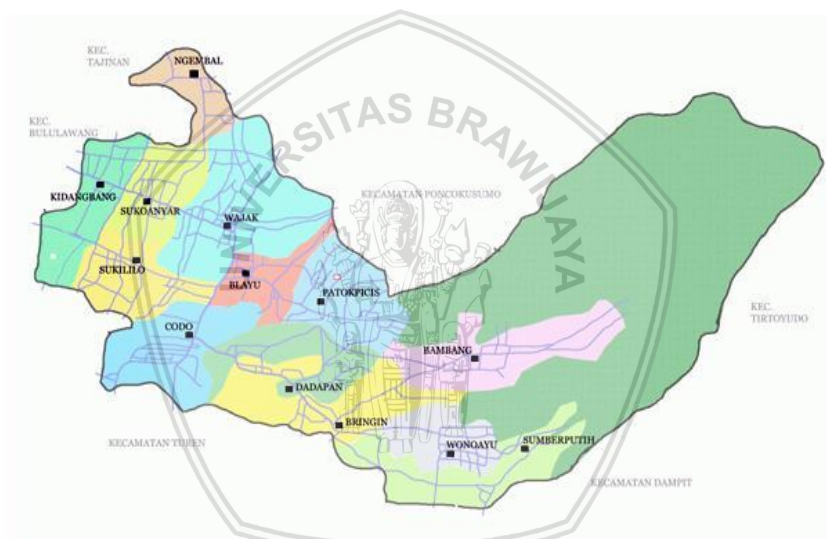 KEC.
TAJINAN
NGEMBAL
KEC.
BULULAWANG
UNIVERSITAS BRAWIJAYA
KIDANGBANG
SUKOANYAR
KECAMATAN PONCOKUSUMO
WAJAK
SUKILILO
BLAYU
PATOKPICIS
KEC.
TIRTOYUDO
CODO
BAMBANG
DADAPAN
BRINGIN
KECAMATAN TUREN
WONOAYU
SUMBERPUTIH
KECAMATAN DAMPIT